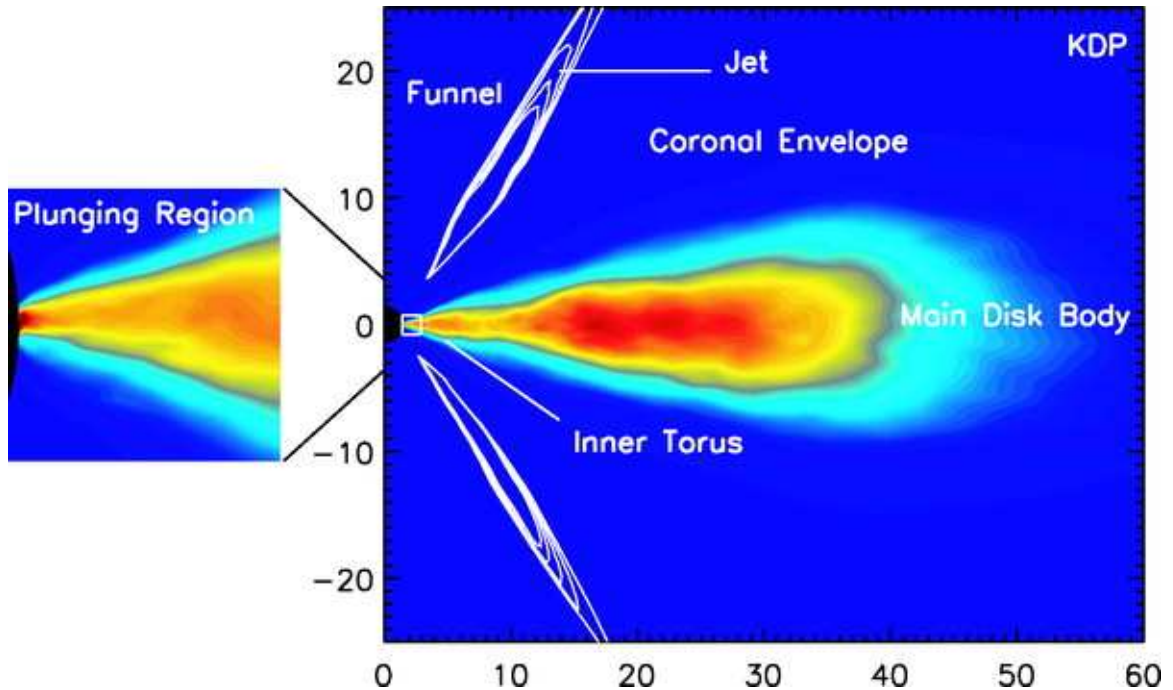 KDP
20
Jet
Funnel
Coronal Envelope
10
Plunging Region
0
Main Disk Body
Inner Torus
−10
−20
0 10 20 30 40 50 60